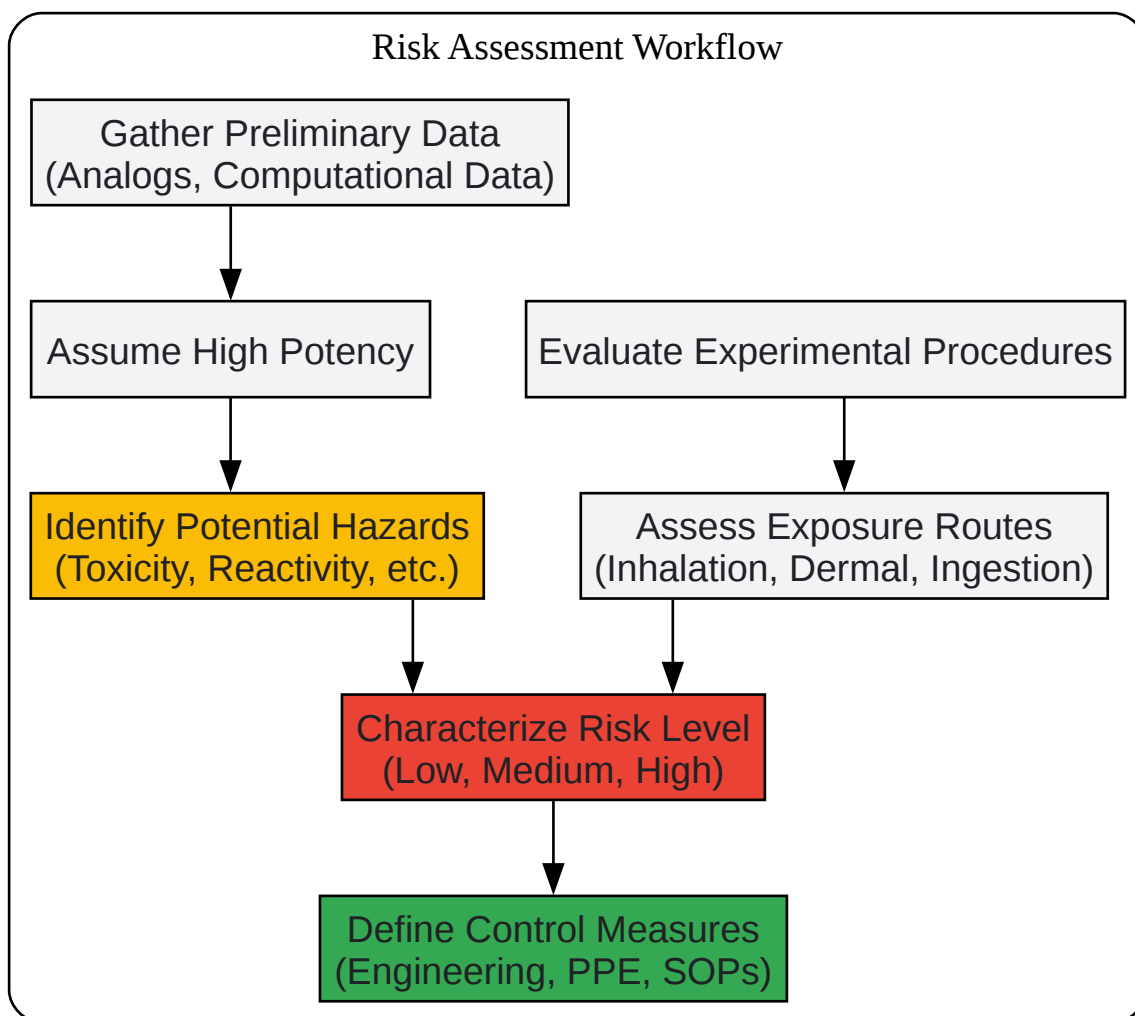 Risk Assessment Workflow
Gather Preliminary Data
(Analogs, Computational Data)
Assume High Potency
Evaluate Experimental Procedures
Identify Potential Hazards
(Toxicity, Reactivity, etc.)
Assess Exposure Routes
(Inhalation, Dermal, Ingestion)
Characterize Risk Level
(Low, Medium, High)
Define Control Measures
(Engineering, PPE, SOPs)